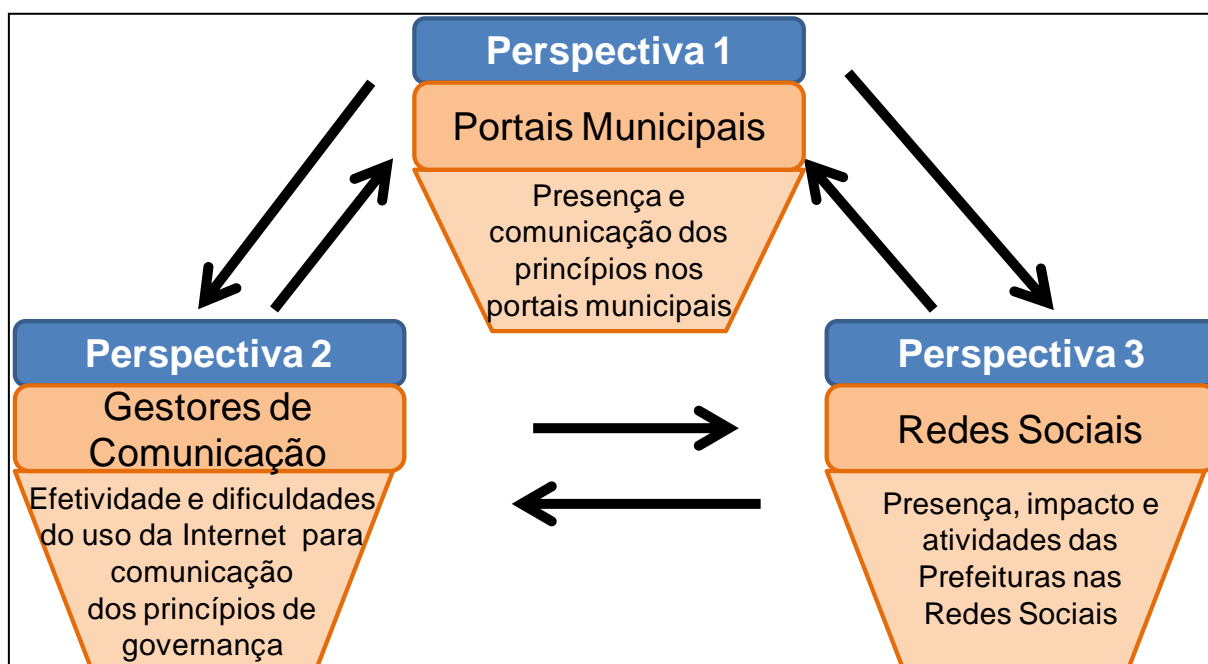 Perspectiva 1
Portais Municipais
Presença e
comunicação dos
princípios nos
portais municipais
Perspectiva 2
Gestores de
Comunicação
Efetividade e dificuldades
do uso da Internet para
comunicação
dos princípios de
governança
Perspectiva 3
Redes Sociais
Presença, impacto e
atividades das
Prefeituras nas
Redes Sociais